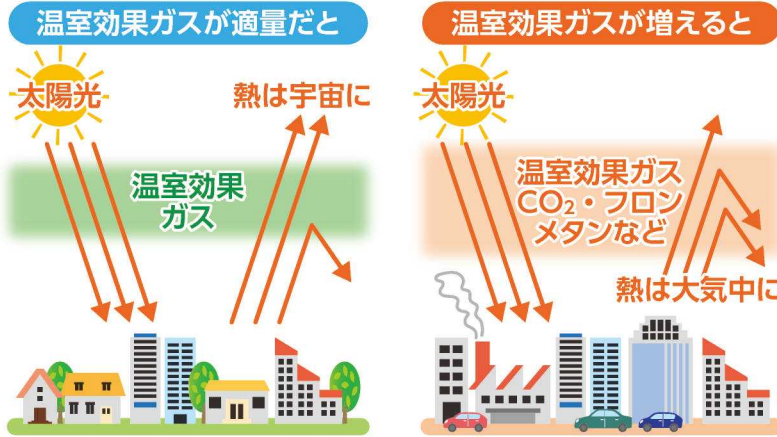 温室効果ガスが適量だと
太陽光
熱は宇宙に
温室効果
ガス
温室効果ガスが増えると
太陽光
温室効果ガス
CO₂・フロン
メタンなど
熱は大気中に